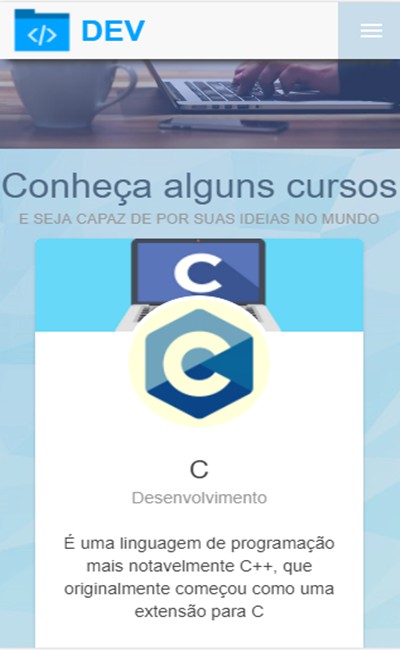 </>
DEV
Conheça alguns cursos
E SEJA CAPAZ DE POR SUAS IDEIAS NO MUNDO
C
C
C
Desenvolvimento
É uma linguagem de programação
mais notavelmente C++, que
originalmente começou como uma
extensão para C